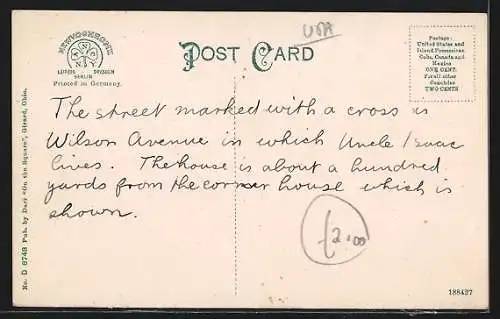 USA
NEWVOCHROME
N
C
N Y
LEIPZIG DRESDEN
BERLIN
Printed in Germany.
POST CARD
Postage:
United States and
Island Possessions
Cuba, Canada and
Mexico
ONE CENT.
For all other
Countries
TWO CENTS
The street marked with a cross is
Wilson Avenue in which Uncle Isaac
lives. The house is about a hundred
yards from the corner house which is
shown.
£2.00
No. D 6748 Pub. by Darr "On the Square", Girard, Ohio.
188437